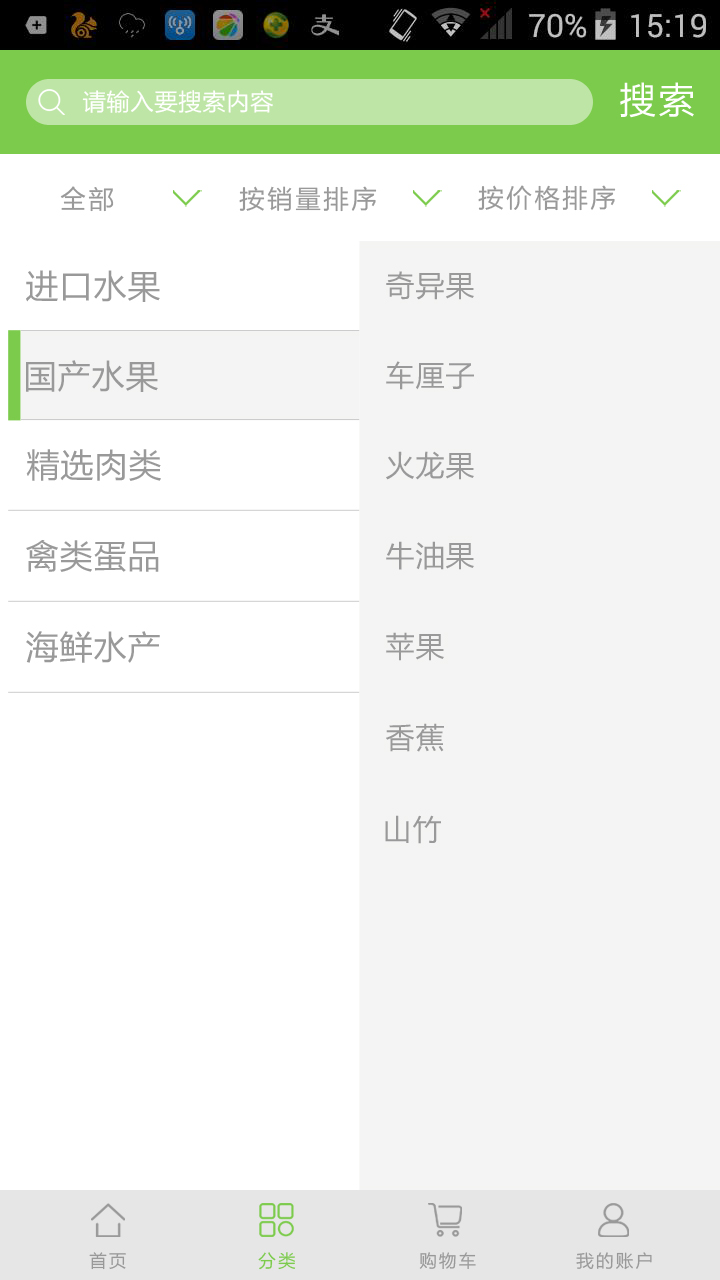 70% 15:19
请输入要搜索内容 搜索
全部 按销量排序 按价格排序
进口水果
国产水果
精选肉类
禽类蛋品
海鲜水产
奇异果
车厘子
火龙果
牛油果
苹果
香蕉
山竹
首页 分类 购物车 我的账户